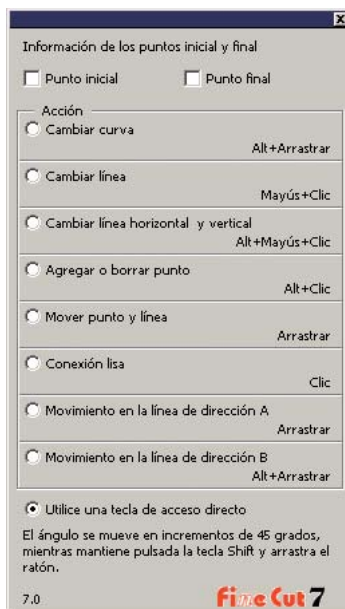 Información de los puntos inicial y final
Punto inicial Punto final
Acción
Cambiar curva
Alt+Arrastrar
Cambiar línea
Mayús+Clic
Cambiar línea horizontal y vertical
Alt+Mayús+Clic
Agregar o borrar punto
Alt+Clic
Mover punto y línea
Arrastrar
Conexión lisa
Clic
Movimiento en la línea de dirección A
Arrastrar
Movimiento en la línea de dirección B
Alt+Arrastrar
Utilice una tecla de acceso directo
El ángulo se mueve en incrementos de 45 grados,
mientras mantiene pulsada la tecla Shift y arrastra el
ratón.
7.0 Fine Cut 7